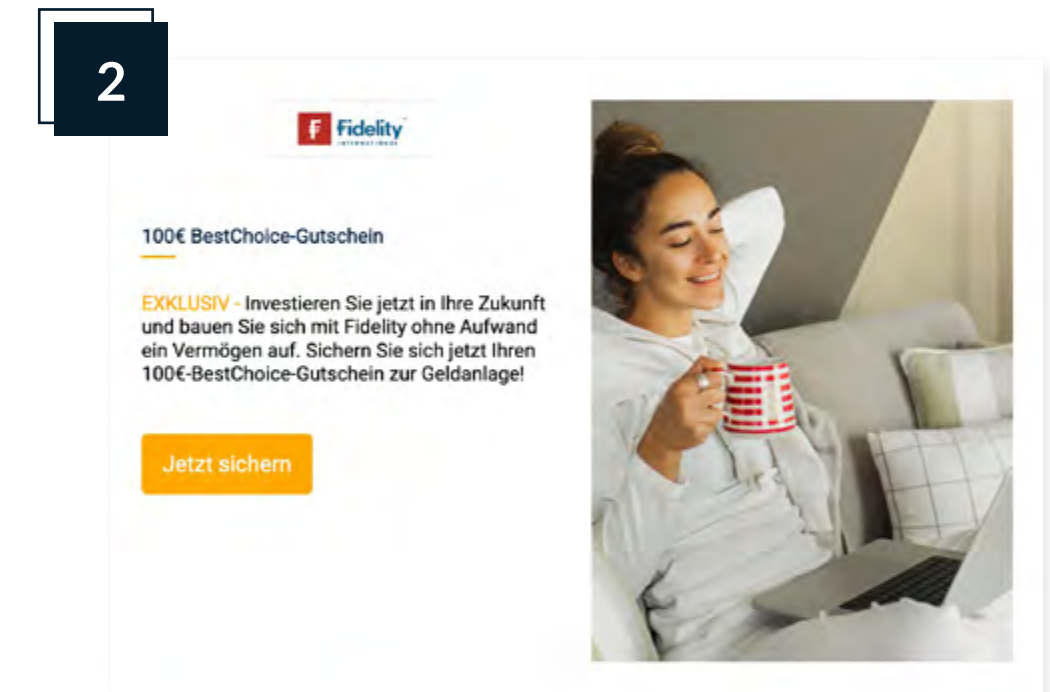 2
Fidelity
INTERNATIONAL
100€ BestChoice-Gutschein
EXKLUSIV - Investieren Sie jetzt in Ihre Zukunft
und bauen Sie sich mit Fidelity ohne Aufwand
ein Vermögen auf. Sichern Sie sich jetzt Ihren
100€-BestChoice-Gutschein zur Geldanlage!
Jetzt sichern